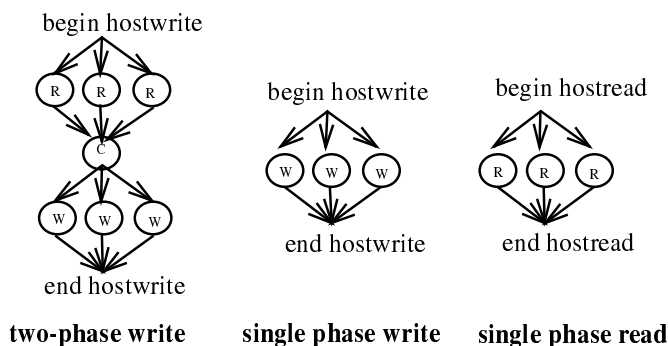 begin hostwrite
R R R
C
W W W
end hostwrite
two-phase write
begin hostwrite
W W W
end hostwrite
single phase write
begin hostread
R R R
end hostread
single phase read